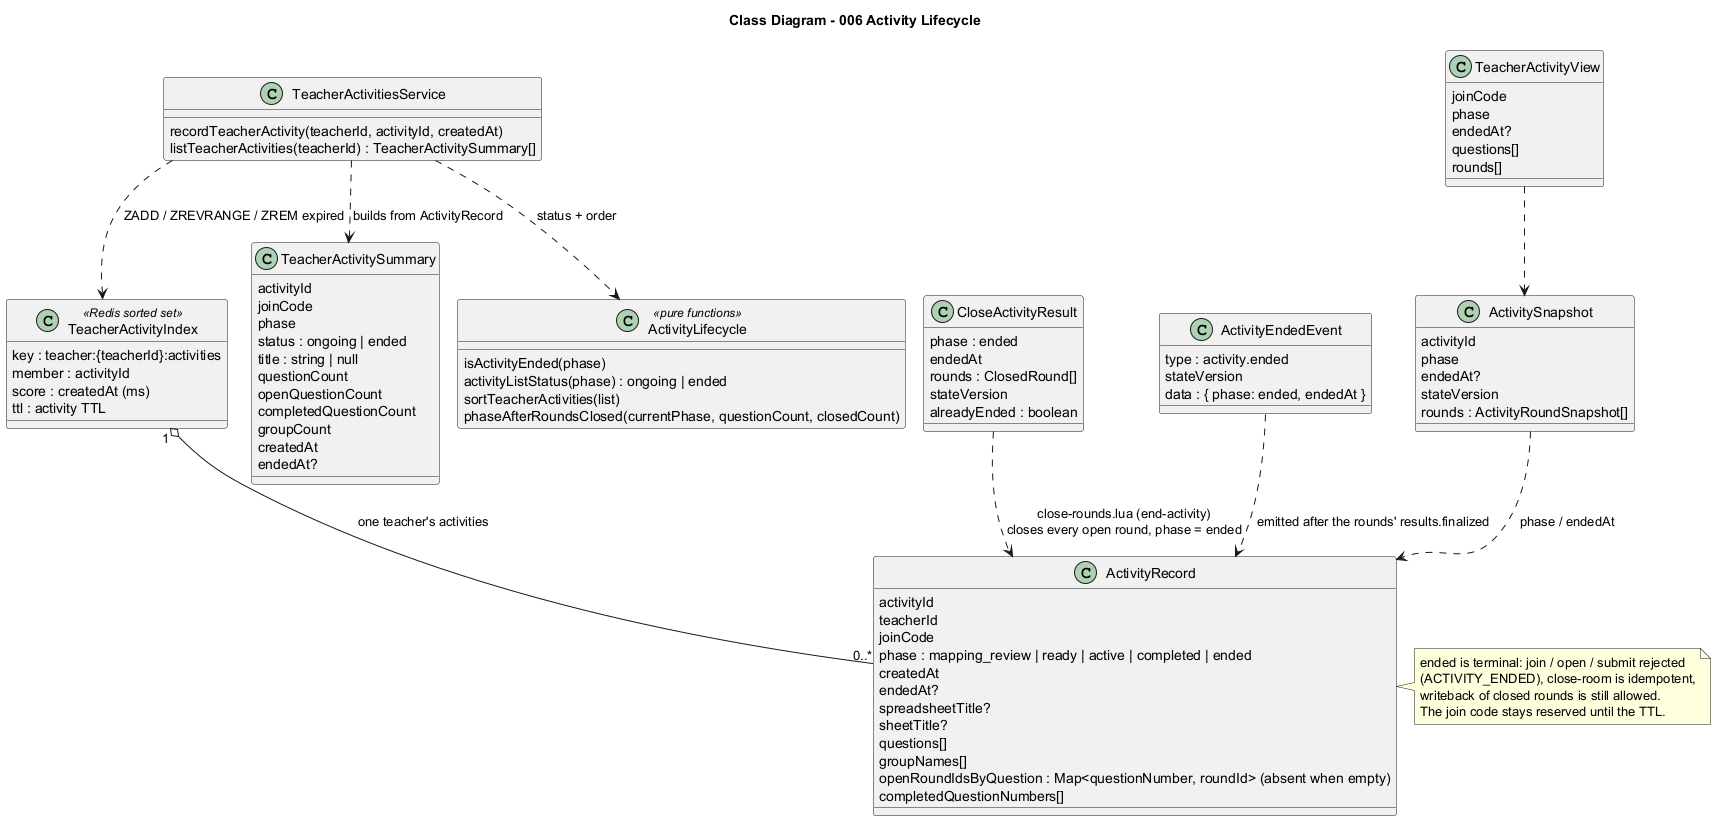 Class Diagram - 006 Activity Lifecycle
C TeacherActivitiesService
recordTeacherActivity(teacherId, activityId, createdAt)
listTeacherActivities(teacherId) : TeacherActivitySummary[]
C TeacherActivityView
joinCode
phase
endedAt?
questions[]
rounds[]
ZADD / ZREVRANGE / ZREM expired
builds from ActivityRecord
status + order
C «Redis sorted set»
TeacherActivityIndex
key : teacher:{teacherId}:activities
member : activityId
score : createdAt (ms)
ttl : activity TTL
C TeacherActivitySummary
activityId
joinCode
phase
status : ongoing | ended
title : string | null
questionCount
openQuestionCount
completedQuestionCount
groupCount
createdAt
endedAt?
C «pure functions»
ActivityLifecycle
isActivityEnded(phase)
activityListStatus(phase) : ongoing | ended
sortTeacherActivities(list)
phaseAfterRoundsClosed(currentPhase, questionCount, closedCount)
C CloseActivityResult
phase : ended
endedAt
rounds : ClosedRound[]
stateVersion
alreadyEnded : boolean
C ActivityEndedEvent
type : activity.ended
stateVersion
data : { phase: ended, endedAt }
C ActivitySnapshot
activityId
phase
endedAt?
stateVersion
rounds : ActivityRoundSnapshot[]
1
one teacher's activities
0..*
close-rounds.lua (end-activity)
closes every open round, phase = ended
emitted after the rounds' results.finalized
phase / endedAt
C ActivityRecord
activityId
teacherId
joinCode
phase : mapping_review | ready | active | completed | ended
createdAt
endedAt?
spreadsheetTitle?
sheetTitle?
questions[]
groupNames[]
openRoundIdsByQuestion : Map<questionNumber, roundId> (absent when empty)
completedQuestionNumbers[]
ended is terminal: join / open / submit rejected
(ACTIVITY_ENDED), close-room is idempotent,
writeback of closed rounds is still allowed.
The join code stays reserved until the TTL.